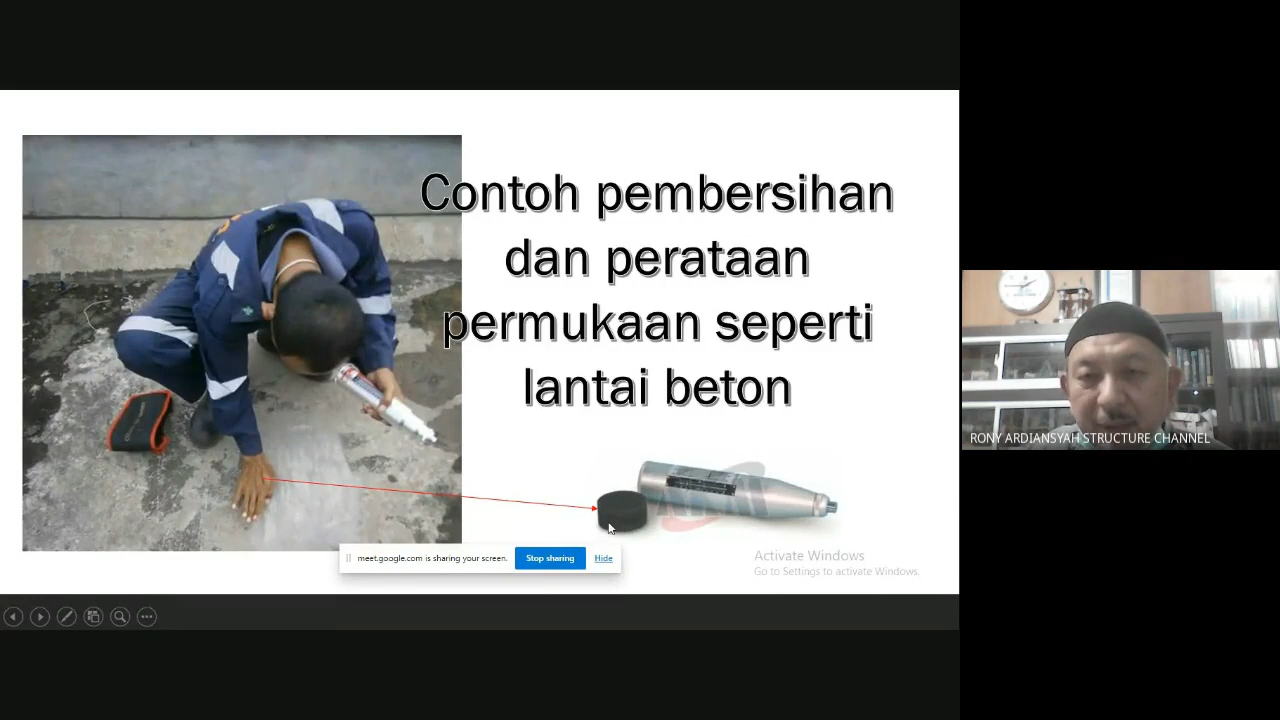 Contoh pembersihan
dan perataan
permukaan seperti
lantai beton
meet.google.com is sharing your screen.
Stop sharing
Hide
Activate Windows
Go to Settings to activate Windows.
RONY ARDIANSYAH STRUCTURE CHANNEL